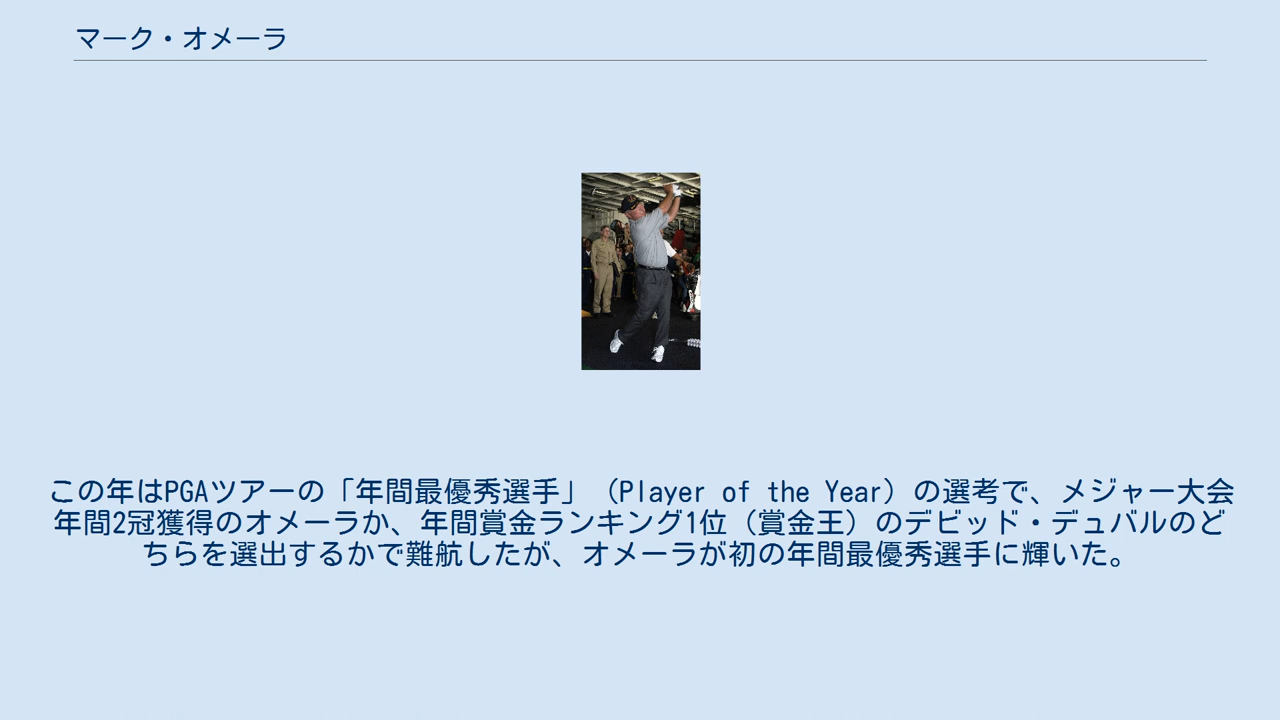 マーク・オメーラ
この年はPGAツアーの「年間最優秀選手」（Player of the Year）の選考で、メジャー大会
年間2冠獲得のオメーラか、年間賞金ランキング1位（賞金王）のデビッド・デュバルのど
ちらを選出するかで難航したが、オメーラが初の年間最優秀選手に輝いた。